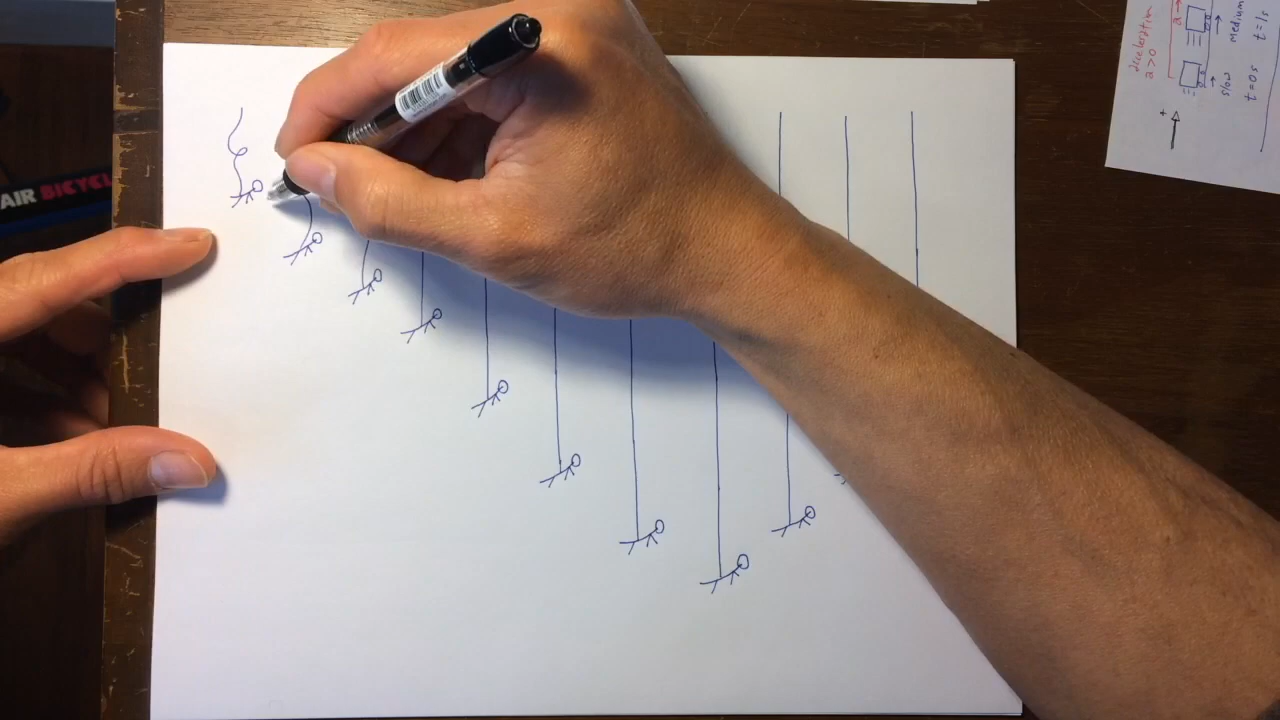 AIR BICYCL
acceleration
a>0
a
slow
medium
t=0s
t=1s
+